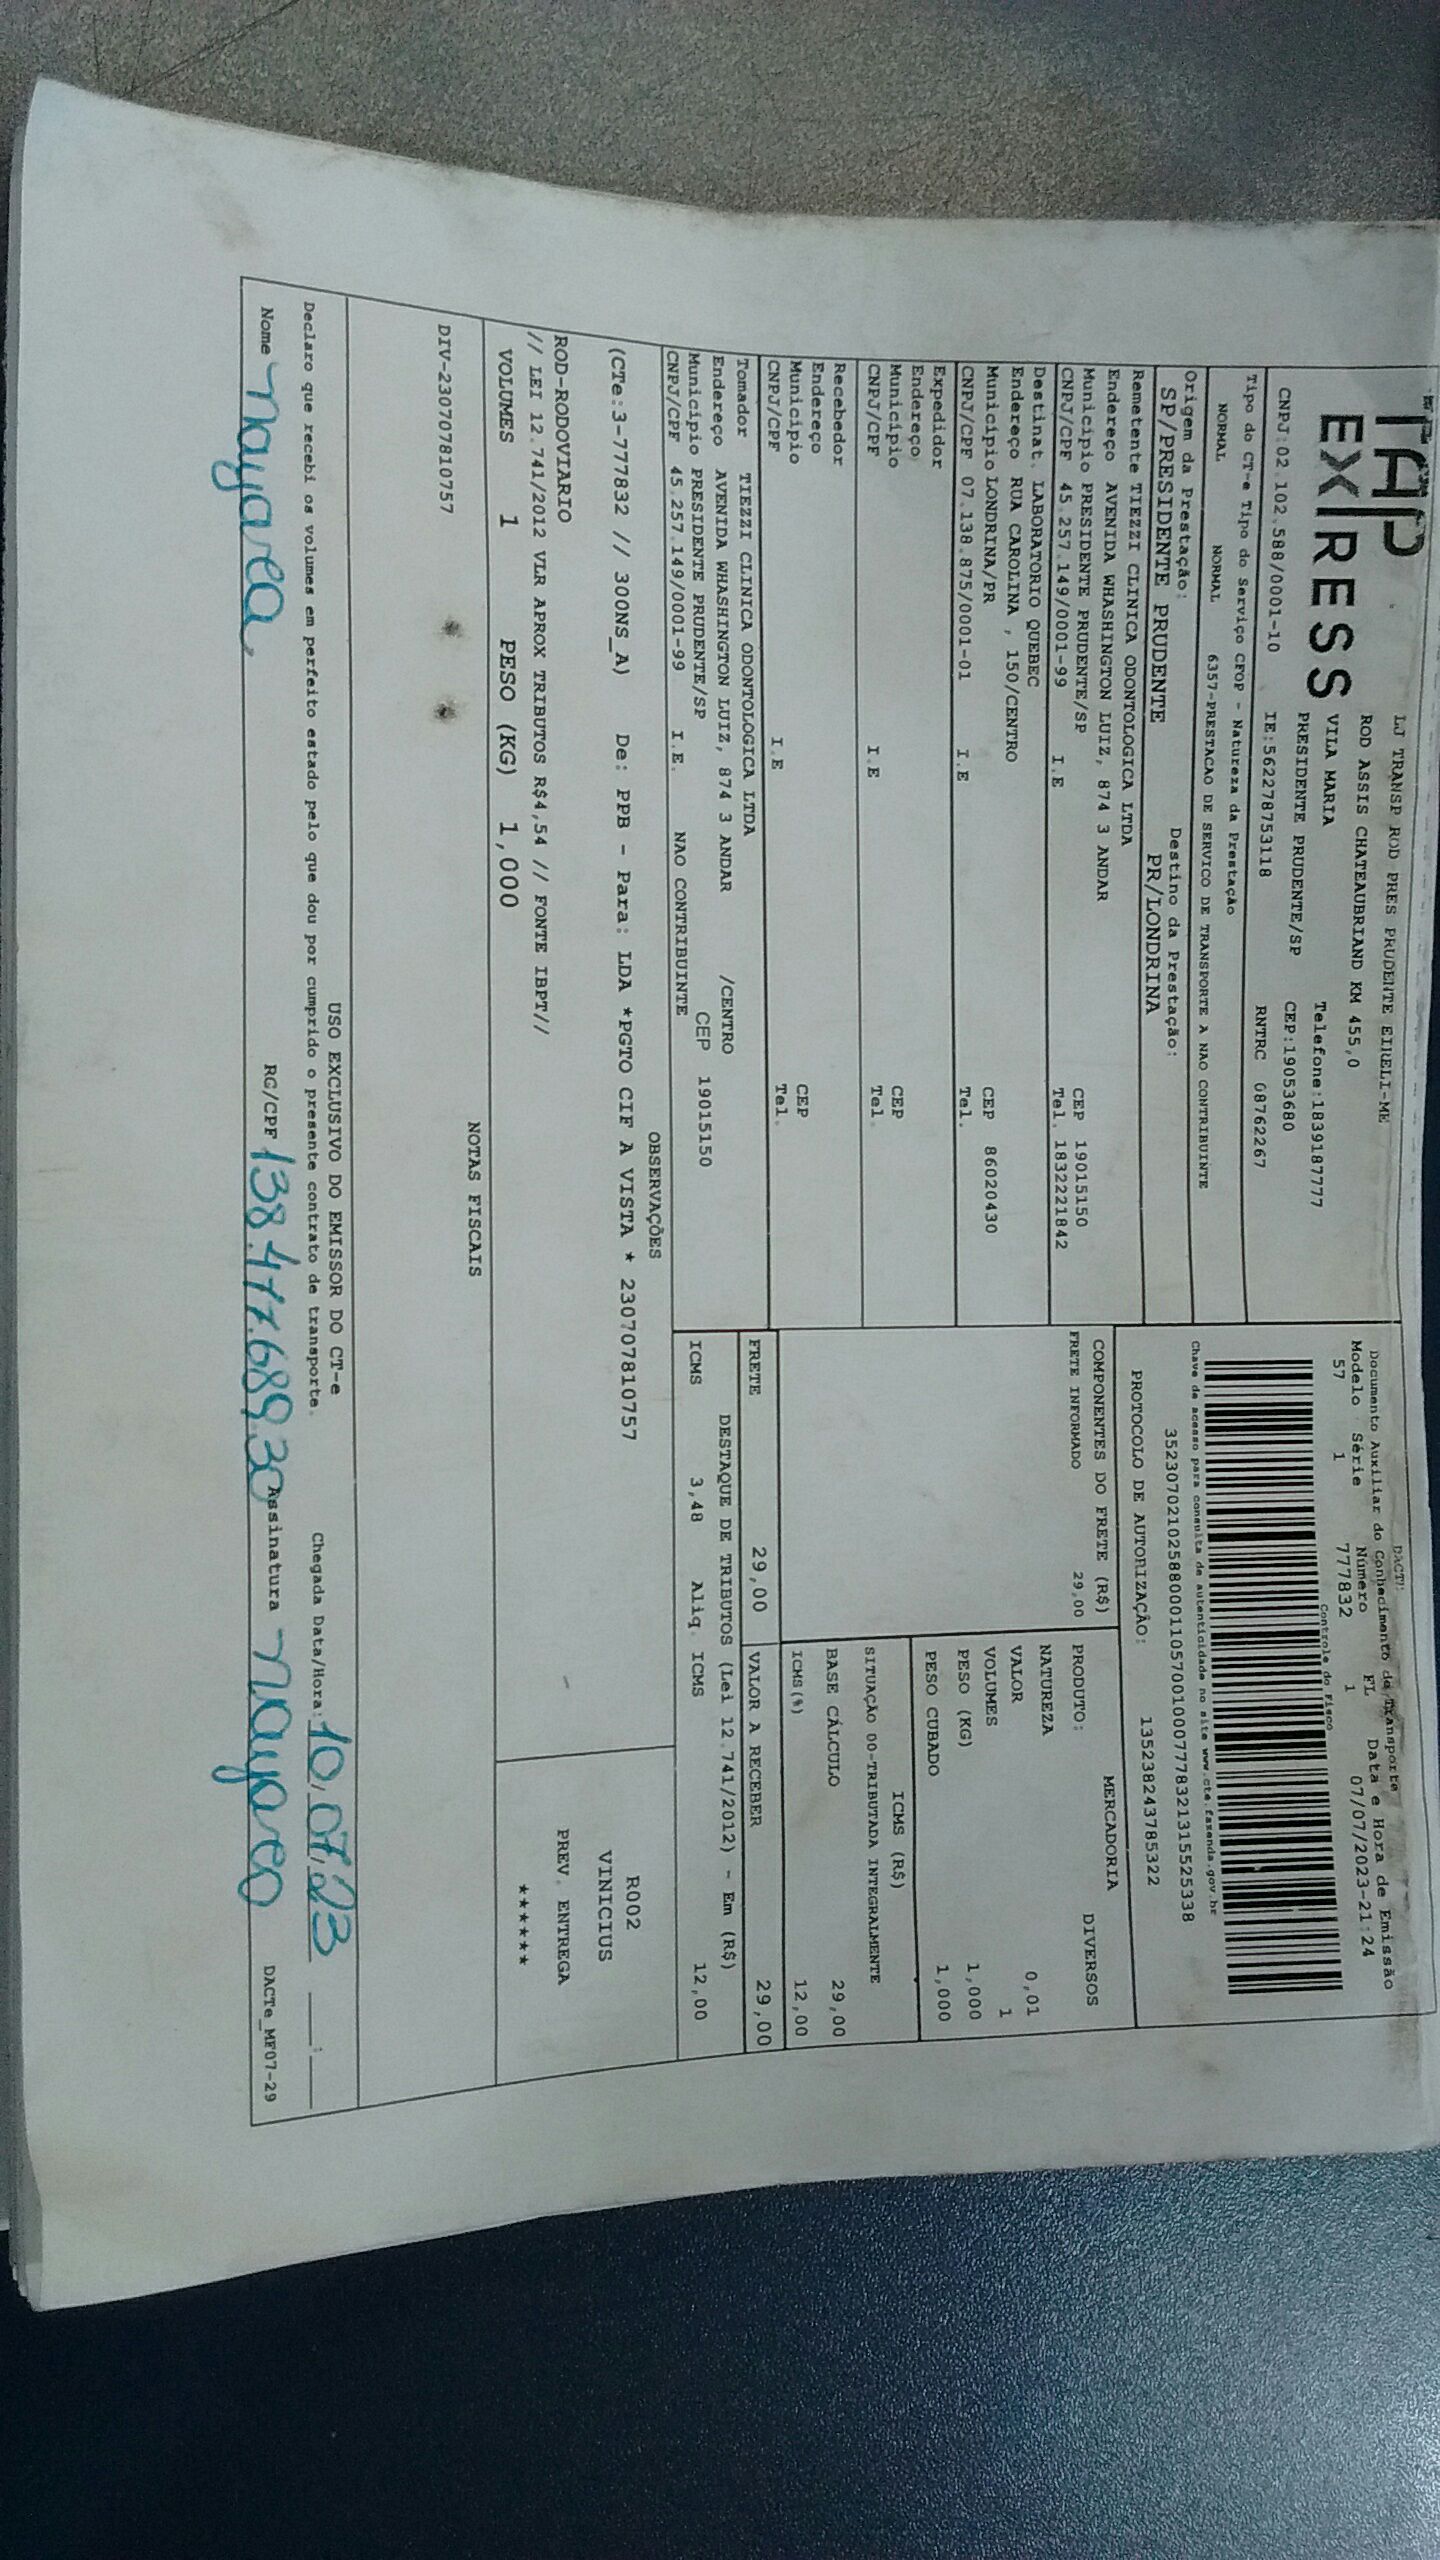 TAP
EXPRESS
LJ TRANSP ROD PRES PRUDENTE EIRELI-ME
ROD ASSIS CHATEAUBRIAND KM 455,0
VILA MARIA Telefone:1839187777
PRESIDENTE PRUDENTE/SP CEP:19053680
CNPJ:02.102.588/0001-10 IE:562278753118 RNTRC 08762267
Tipo do CT-e Tipo do Serviço CFOP - Natureza da Prestação
NORMAL NORMAL 6357-PRESTACAO DE SERVICO DE TRANSPORTE A NAO CONTRIBUINTE
Origem da Prestação: Destino da Prestação:
SP/PRESIDENTE PRUDENTE PR/LONDRINA
Remetente TIEZZI CLINICA ODONTOLOGICA LTDA
Endereço AVENIDA WHASHINGTON LUIZ, 874 3 ANDAR
Município PRESIDENTE PRUDENTE/SP CEP 19015150
CNPJ/CPF 45.257.149/0001-99 I.E Tel. 1832221842
Destinat. LABORATORIO QUEBEC
Endereço RUA CAROLINA , 150/CENTRO
Município LONDRINA/PR CEP 86020430
CNPJ/CPF 07.138.875/0001-01 I.E Tel.
Expedidor
Endereço
Município CEP
CNPJ/CPF I.E Tel.
Recebedor
Endereço
Município CEP
CNPJ/CPF I.E Tel.
Tomador TIEZZI CLINICA ODONTOLOGICA LTDA
Endereço AVENIDA WHASHINGTON LUIZ, 874 3 ANDAR /CENTRO
Município PRESIDENTE PRUDENTE/SP CEP 19015150
CNPJ/CPF 45.257.149/0001-99 I.E. NAO CONTRIBUINTE
DACTE
Documento Auxiliar do Conhecimento de Transporte
Modelo Série Número FL Data e Hora de Emissão
57 1 777832 1 07/07/2023-21:24
Controle do Fisco
Chave de acesso para consulta de autenticidade no site www.cte.fazenda.gov.br
35230702102588000110570010007778321315525338
PROTOCOLO DE AUTORIZAÇÃO: 135238243785322
COMPONENTES DO FRETE (R$)
FRETE INFORMADO 29,00
MERCADORIA
PRODUTO: DIVERSOS
NATUREZA
VALOR 0,01
VOLUMES 1
PESO (KG) 1,000
PESO CUBADO 1,000
ICMS (R$)
SITUAÇÃO 00-TRIBUTADA INTEGRALMENTE
BASE CÁLCULO 29,00
ICMS(%) 12,00
FRETE 29,00 VALOR A RECEBER 29,00
DESTAQUE DE TRIBUTOS (Lei 12.741/2012) - Em (R$)
ICMS 3,48 Aliq. ICMS 12,00
OBSERVAÇÕES
(CTe:3-777832 // 300NS_A) De: PPB - Para: LDA *PGTO CIF A VISTA * 230707810757
ROD-RODOVIARIO
// LEI 12.741/2012 VLR APROX TRIBUTOS R$4,54 // FONTE IBPT//
R002
VINICIUS
PREV. ENTREGA
*******
VOLUMES 1 PESO (KG) 1,000
NOTAS FISCAIS
DIV-230707810757
USO EXCLUSIVO DO EMISSOR DO CT-e
Declaro que recebi os volumes em perfeito estado pelo que dou por cumprido o presente contrato de transporte. Chegada Data/Hora: 10/07/23 ___:___
Nome Nayara. RG/CPF 138.477.689.30 Assinatura Nayara DACTe_MF07-29